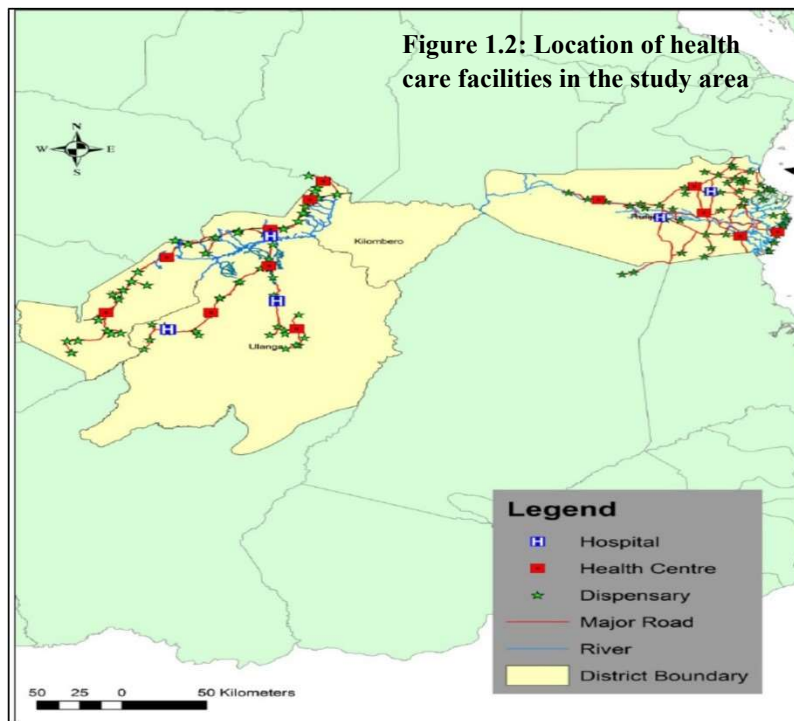 Figure 1.2: Location of health
care facilities in the study area
N
W E
S
Kilombero
Ulanga
Legend
H Hospital
Health Centre
Dispensary
Major Road
River
District Boundary
50 25 0 50 Kilometers
H
H
H
H
H